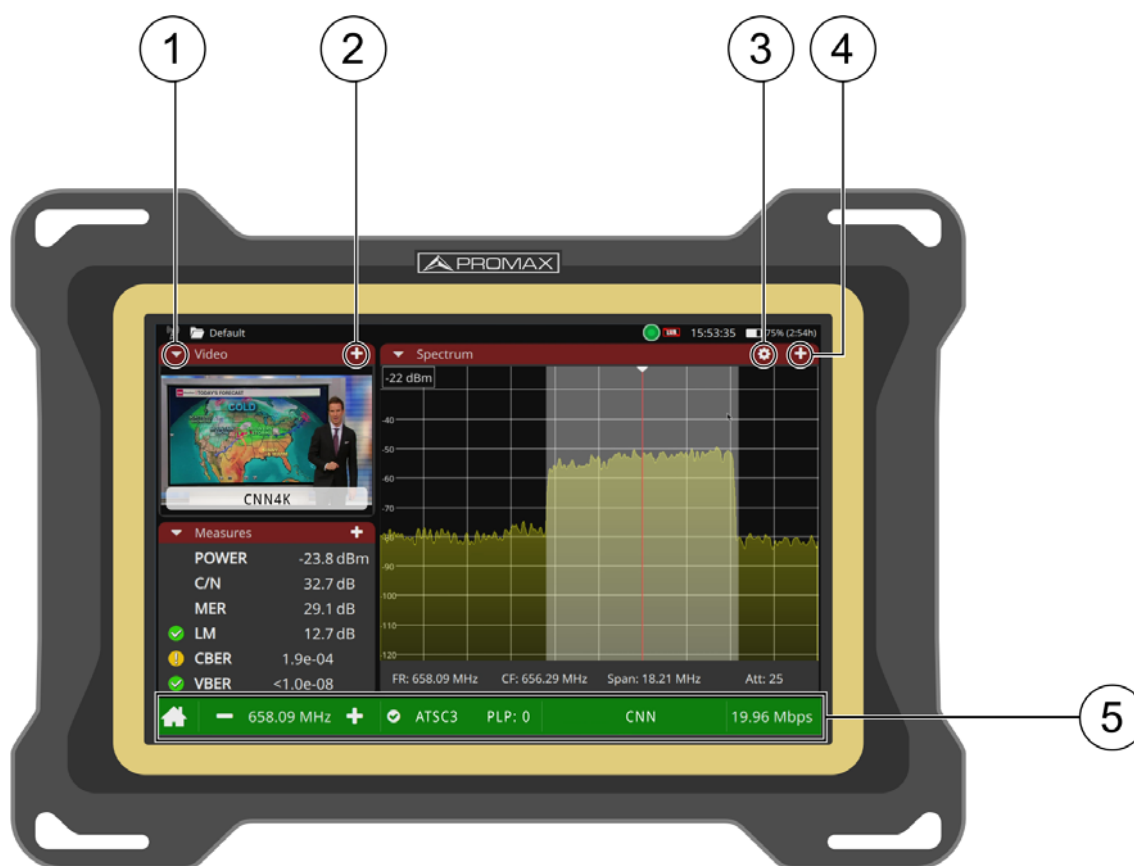 1
2
3
4
PROMAX
Default
15:53:35
75% (2:54h)
Video
Spectrum
-22 dBm
TODAY'S FORECAST
COLD
CNN4K
-40
-50
-60
-70
-80
-90
-100
-110
-120
Measures
POWER -23.8 dBm
C/N 32.7 dB
MER 29.1 dB
LM 12.7 dB
CBER 1.9e-04
VBER <1.0e-08
FR: 658.09 MHz CF: 656.29 MHz Span: 18.21 MHz Att: 25
658.09 MHz ATSC3 PLP: 0 CNN 19.96 Mbps
5